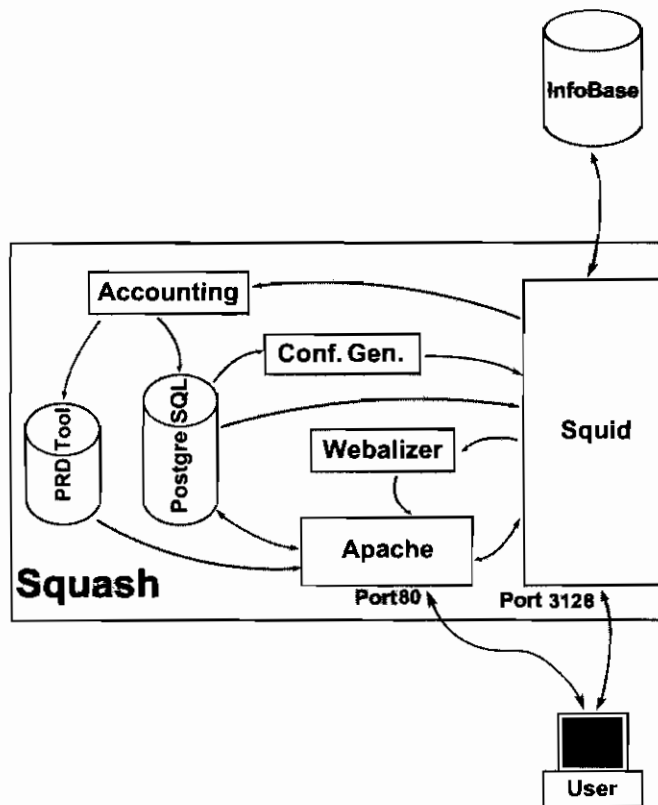 InfoBase
Accounting
Conf. Gen.
PRD Tool
Postgre SQL
Squid
Webalizer
Apache
Squash
Port80
Port 3128
User